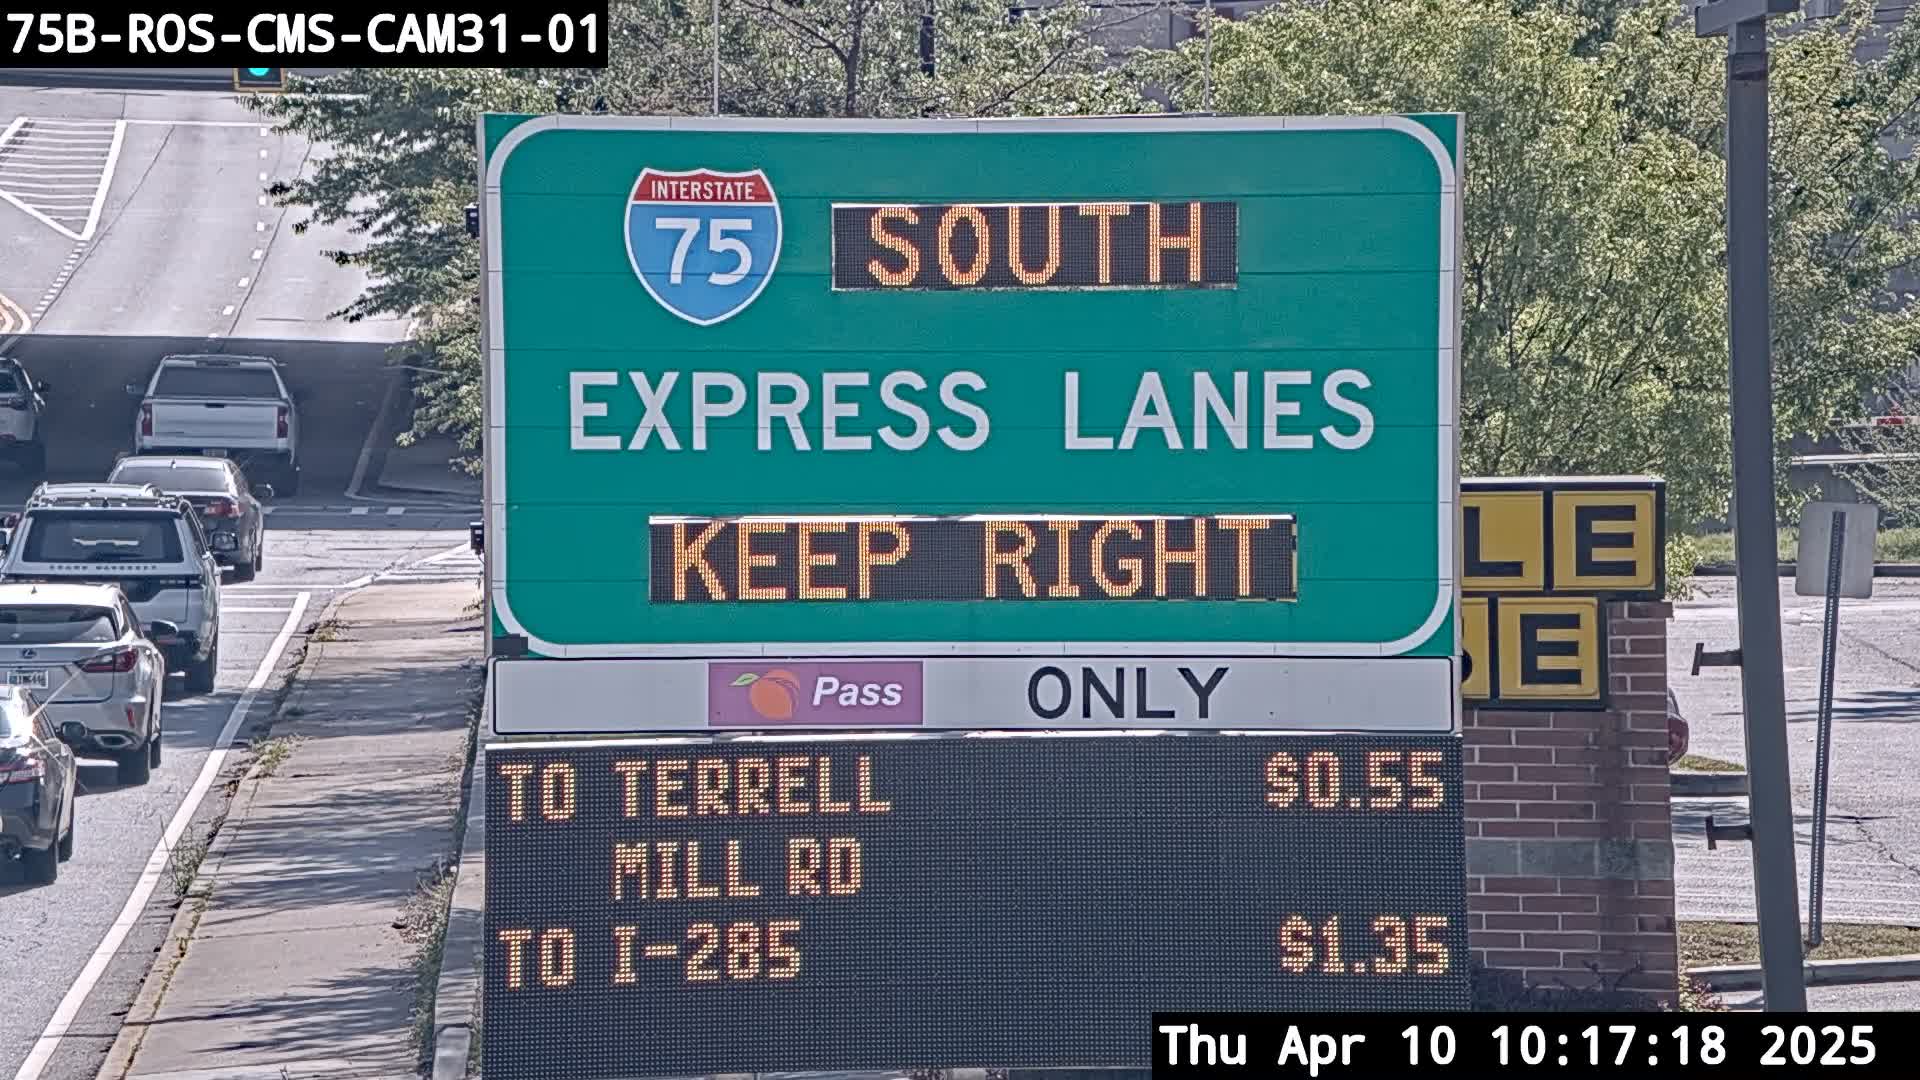 75B-ROS-CMS-CAM31-01
INTERSTATE
75
SOUTH
EXPRESS LANES
KEEP RIGHT
Pass ONLY
TO TERRELL $0.55
MILL RD
TO I-285 $1.35
LE
E
Thu Apr 10 10:17:18 2025